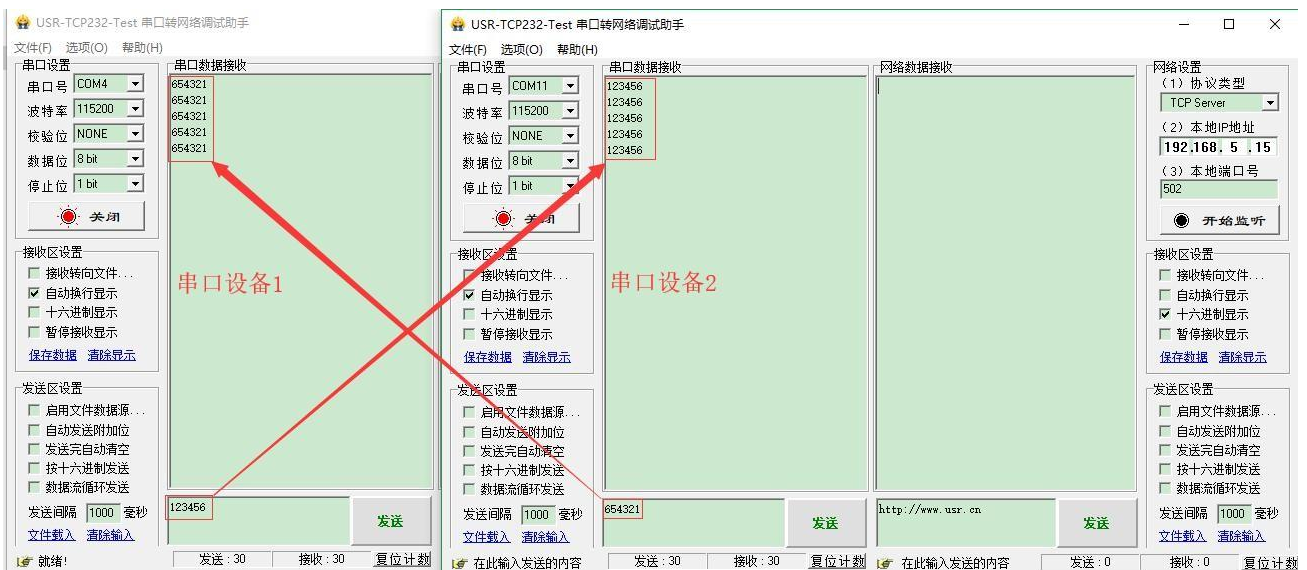 USR-TCP232-Test 串口转网络调试助手
文件(F) 选项(O) 帮助(H)
串口设置
串口号 COM4
波特率 115200
校验位 NONE
数据位 8 bit
停止位 1 bit
关闭
接收区设置
接收转向文件...
自动换行显示
十六进制显示
暂停接收显示
保存数据 清除显示
发送区设置
启用文件数据源...
自动发送附加位
发送完自动清空
按十六进制发送
数据流循环发送
发送间隔 1000 毫秒
文件载入 清除输入
串口数据接收
654321
654321
654321
654321
654321
串口设备1
123456
发送
就绪!
发送 : 30
接收 : 30
复位计数
USR-TCP232-Test 串口转网络调试助手
文件(F) 选项(O) 帮助(H)
串口设置
串口号 COM11
波特率 115200
校验位 NONE
数据位 8 bit
停止位 1 bit
关闭
接收区设置
接收转向文件...
自动换行显示
十六进制显示
暂停接收显示
保存数据 清除显示
发送区设置
启用文件数据源...
自动发送附加位
发送完自动清空
按十六进制发送
数据流循环发送
发送间隔 1000 毫秒
文件载入 清除输入
串口数据接收
123456
123456
123456
123456
123456
串口设备2
654321
发送
在此输入发送的内容
发送 : 30
接收 : 30
复位计数
网络数据接收
http://www.usr.cn
发送
在此输入发送的内容
发送 : 0
接收 : 0
复位计数
网络设置
(1) 协议类型
TCP Server
(2) 本地IP地址
192.168. 5 .15
(3) 本地端口号
502
开始监听
接收区设置
接收转向文件...
自动换行显示
十六进制显示
暂停接收显示
保存数据 清除显示
发送区设置
启用文件数据源...
自动发送附加位
发送完自动清空
按十六进制发送
数据流循环发送
发送间隔 1000 毫秒
文件载入 清除输入